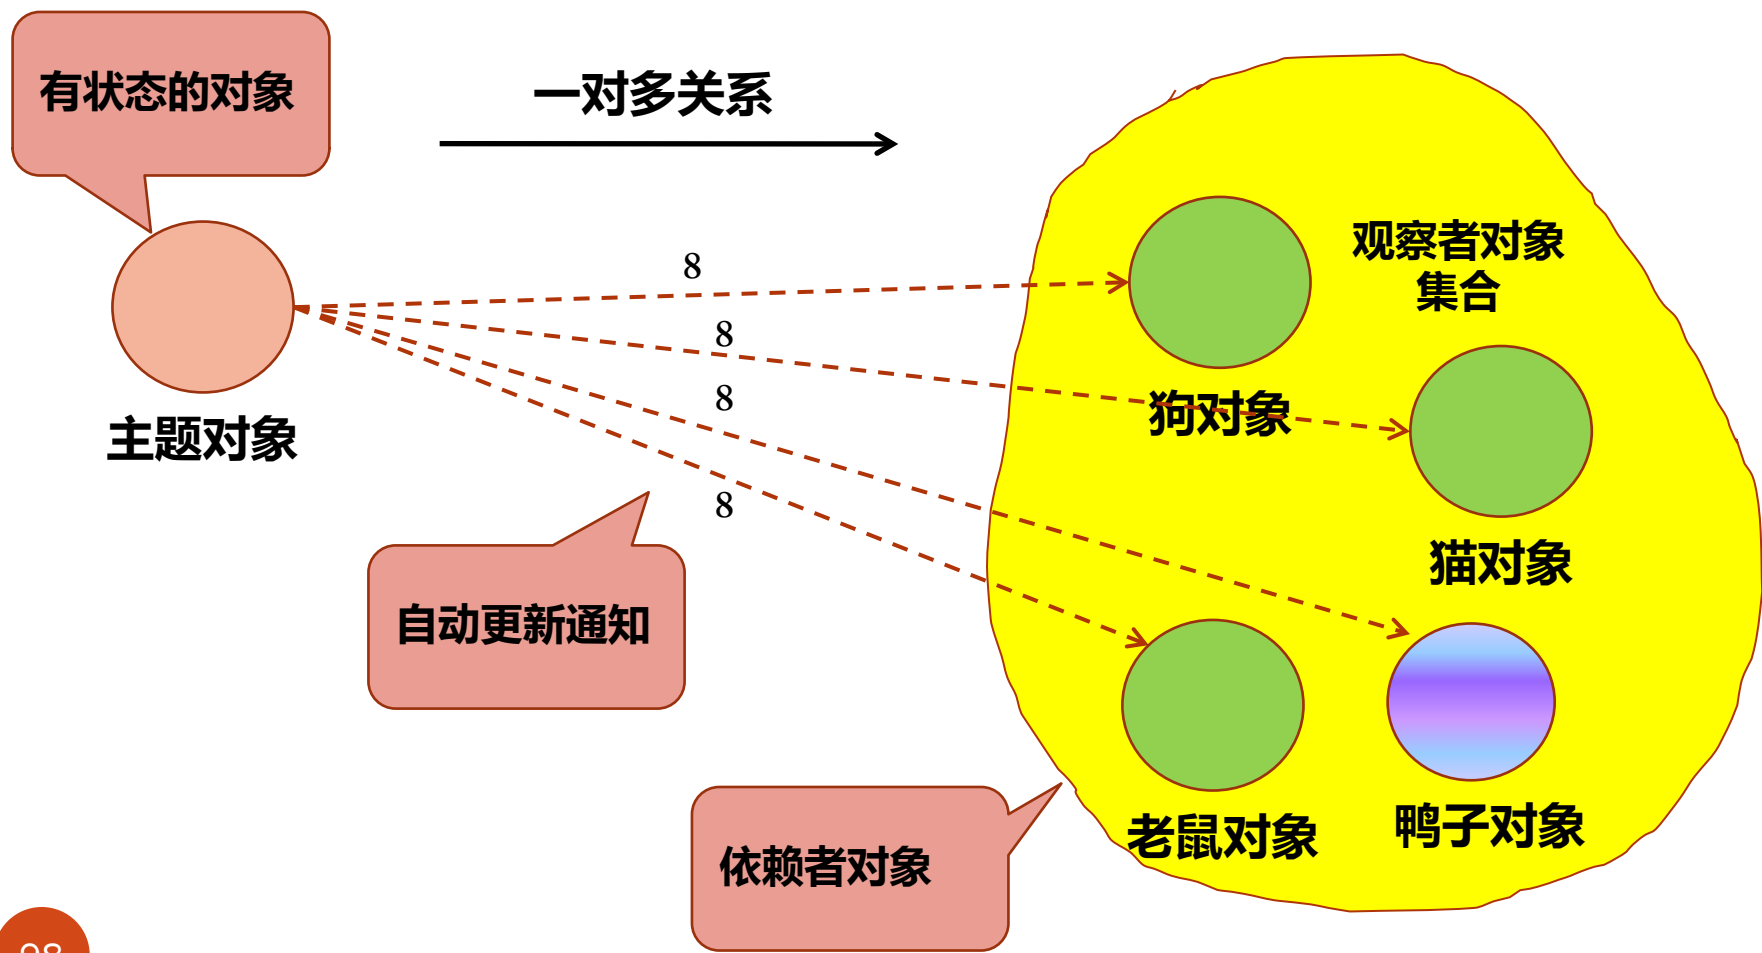 有状态的对象
一对多关系
观察者对象
集合
8
8
8
8
狗对象
主题对象
猫对象
自动更新通知
老鼠对象
鸭子对象
依赖者对象